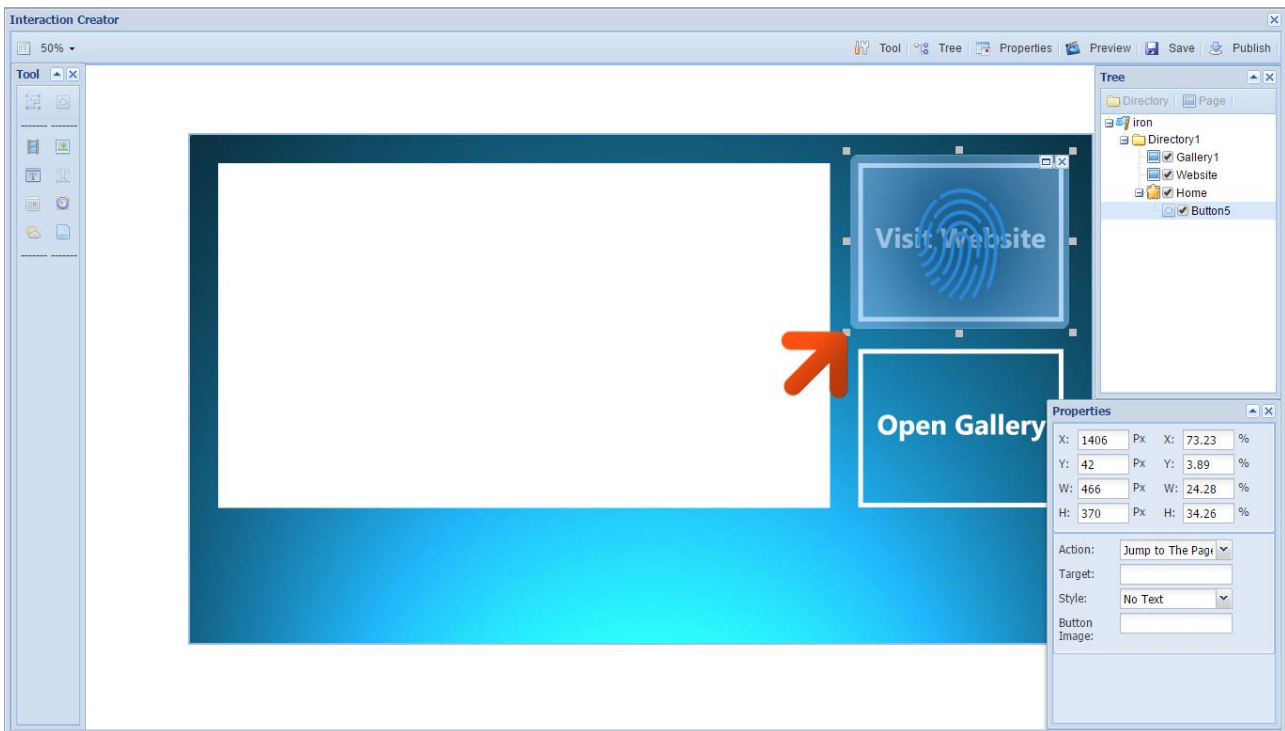 Interaction Creator
50%
Tool Tree Properties Preview Save Publish
Tool
Tree
Directory Page
iron
Directory1
Gallery1
Website
Home
Button5
Visit Website
Open Gallery
Properties
X: 1406 Px X: 73.23 %
Y: 42 Px Y: 3.89 %
W: 466 Px W: 24.28 %
H: 370 Px H: 34.26 %
Action: Jump to The Page
Target:
Style: No Text
Button
Image: